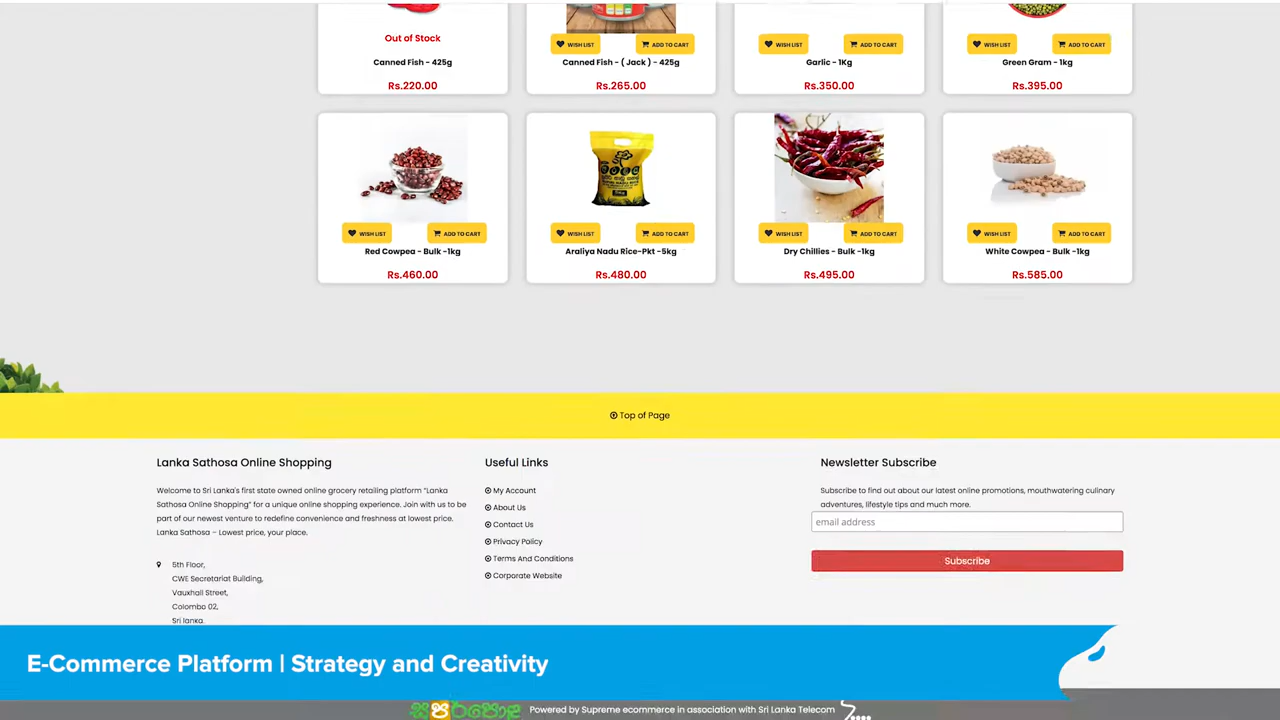 Out of Stock
WISH LIST
ADD TO CART
WISH LIST
ADD TO CART
WISH LIST
ADD TO CART
Canned Fish - 425g
Canned Fish - ( Jack ) - 425g
Garlic - 1Kg
Green Gram - 1kg
Rs.220.00
Rs.265.00
Rs.350.00
Rs.395.00
WISH LIST
ADD TO CART
WISH LIST
ADD TO CART
WISH LIST
ADD TO CART
WISH LIST
ADD TO CART
Red Cowpea - Bulk -1kg
Araliya Nadu Rice-Pkt -5kg
Dry Chillies - Bulk -1kg
White Cowpea - Bulk -1kg
Rs.460.00
Rs.480.00
Rs.495.00
Rs.585.00
Top of Page
Lanka Sathosa Online Shopping
Welcome to Sri Lanka's first state owned online grocery retailing platform "Lanka
Sathosa Online Shopping" for a unique online shopping experience. Join with us to be
part of our newest venture to redefine convenience and freshness at lowest price.
Lanka Sathosa - Lowest price, your place.
5th Floor,
CWE Secretariat Building,
Vauxhall Street,
Colombo 02,
Sri lanka.
Useful Links
My Account
About Us
Contact Us
Privacy Policy
Terms And Conditions
Corporate Website
Newsletter Subscribe
Subscribe to find out about our latest online promotions, mouthwatering culinary
adventures, lifestyle tips and much more.
email address
Subscribe
E-Commerce Platform | Strategy and Creativity
Powered by Supreme ecommerce in association with Sri Lanka Telecom